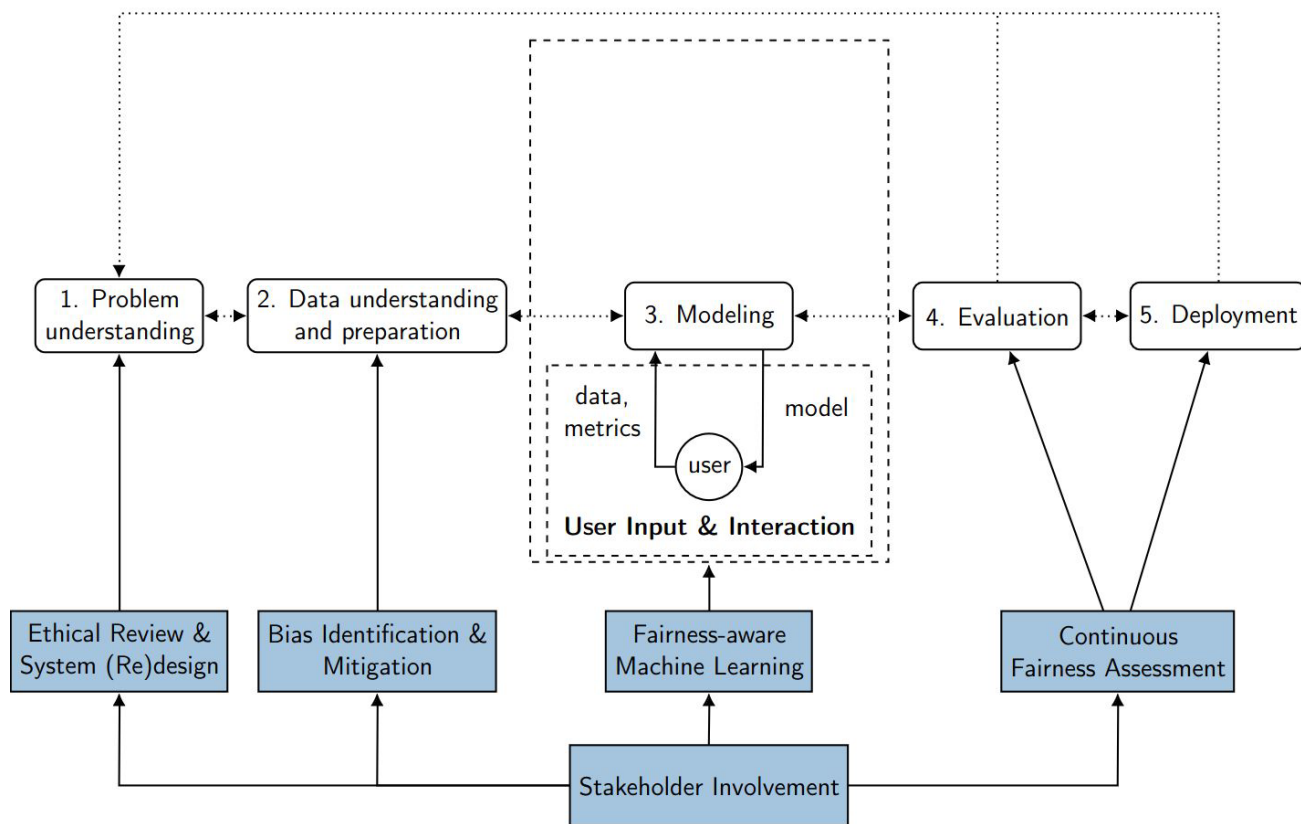 1. Problem
understanding
2. Data understanding
and preparation
3. Modeling
4. Evaluation
5. Deployment
data,
metrics
model
user
User Input & Interaction
Ethical Review &
System (Re)design
Bias Identification &
Mitigation
Fairness-aware
Machine Learning
Continuous
Fairness Assessment
Stakeholder Involvement